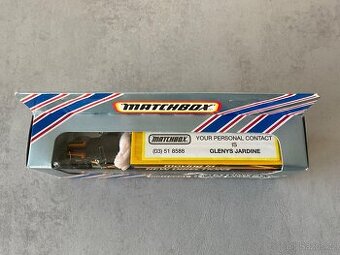 MATCHBOX
MATCHBOX
YOUR PERSONAL CONTACT
(03) 51 8588
IS
GLENYS JARDINE